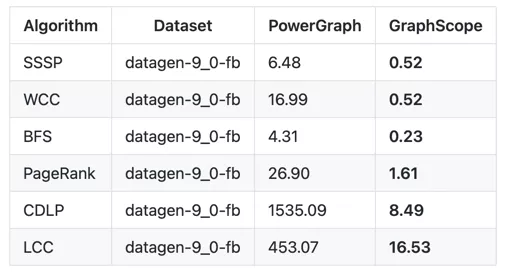 Algorithm Dataset PowerGraph GraphScope
SSSP datagen-9_0-fb 6.48 0.52
WCC datagen-9_0-fb 16.99 0.52
BFS datagen-9_0-fb 4.31 0.23
PageRank datagen-9_0-fb 26.90 1.61
CDLP datagen-9_0-fb 1535.09 8.49
LCC datagen-9_0-fb 453.07 16.53